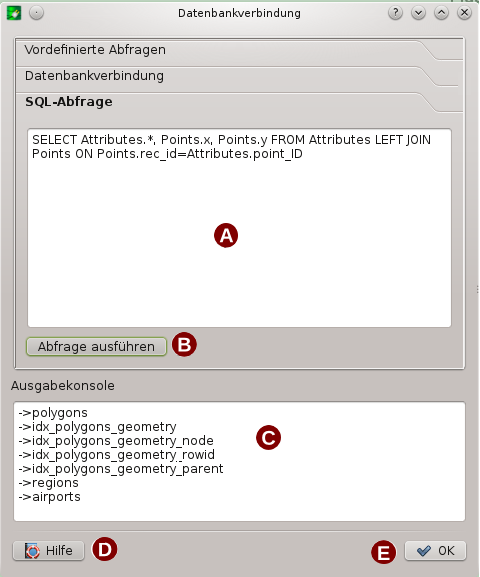 Datenbankverbindung
?
Vordefinierte Abfragen
Datenbankverbindung
SQL-Abfrage
SELECT Attributes.*, Points.x, Points.y FROM Attributes LEFT JOIN
Points ON Points.rec_id=Attributes.point_ID
A
Abfrage ausführen
B
Ausgabekonsole
->polygons
->idx_polygons_geometry
->idx_polygons_geometry_node
->idx_polygons_geometry_rowid
->idx_polygons_geometry_parent
->regions
->airports
C
Hilfe
D
E
OK